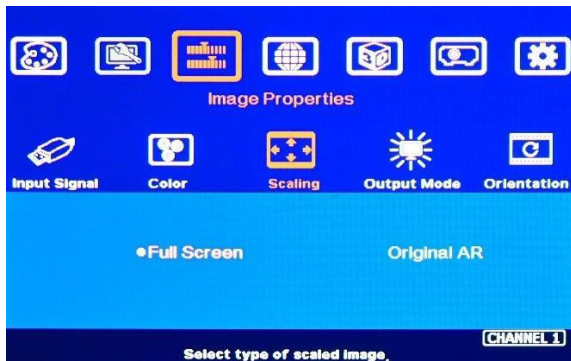 Image Properties
Input Signal Color Scaling Output Mode Orientation
●Full Screen Original AR
CHANNEL 1
Select type of scaled image.